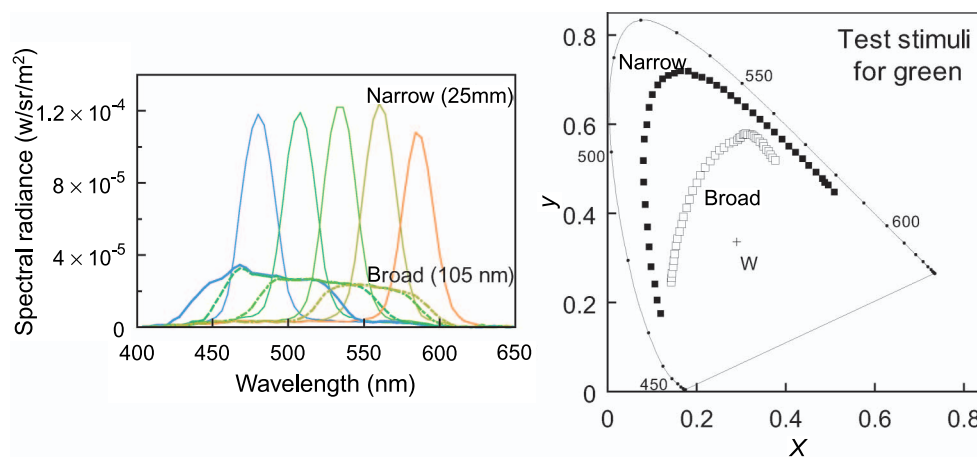 Spectral radiance (w/sr/m²)
1.2 × 10⁻⁴
8 × 10⁻⁵
4 × 10⁻⁵
0
Narrow (25mm)
Broad (105 nm)
400 450 500 550 600 650
Wavelength (nm)
y
0.8
0.6
0.4
0.2
0
Test stimuli
for green
Narrow
550
500
Broad
600
W
450
0 0.2 0.4 0.6 0.8
X